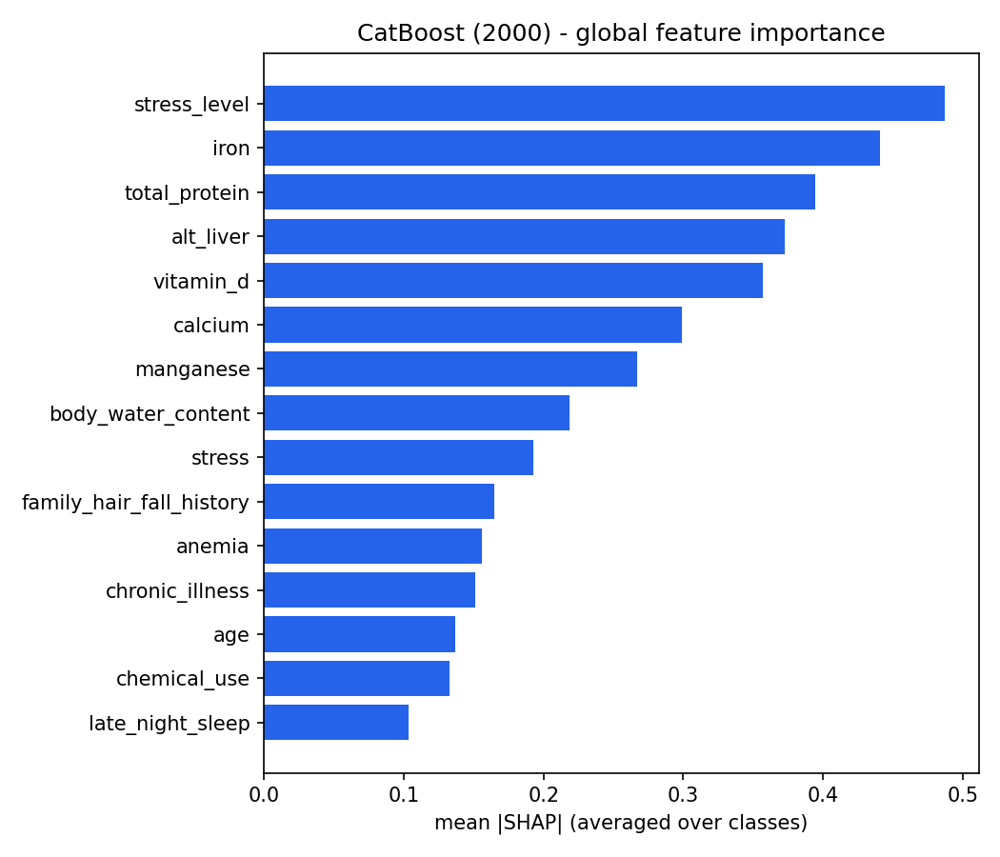 CatBoost (2000) - global feature importance
stress_level
iron
total_protein
alt_liver
vitamin_d
calcium
manganese
body_water_content
stress
family_hair_fall_history
anemia
chronic_illness
age
chemical_use
late_night_sleep
0.0 0.1 0.2 0.3 0.4 0.5
mean |SHAP| (averaged over classes)